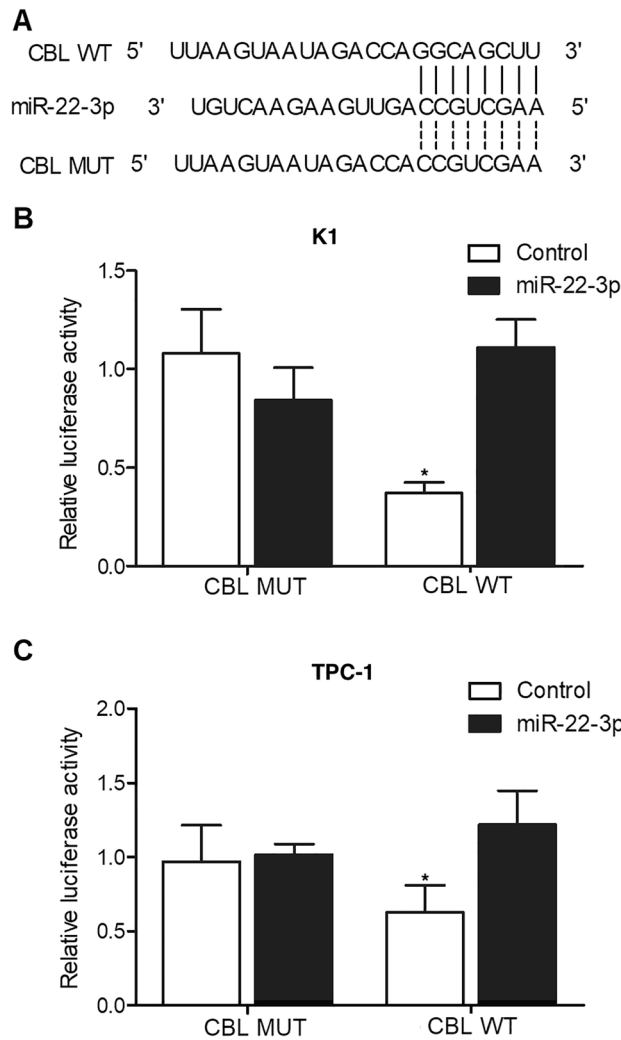 A
CBL WT 5' UUAAGUAAUAGACCAGGCAGCUU 3'
miR-22-3p 3' UGUCAAGAAGUUGACCGUCGAA 5'
CBL MUT 5' UUAAGUAAUAGACCACCGUCGAA 3'
B
K1
Control
miR-22-3p
Relative luciferase activity
1.5
1.0
0.5
0.0
*
CBL MUT CBL WT
C
TPC-1
Control
miR-22-3p
Relative luciferase activity
2.0
1.5
1.0
0.5
0.0
*
CBL MUT CBL WT